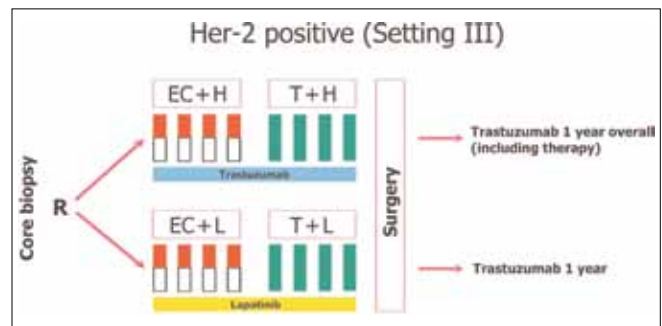 Her-2 positive (Setting III)
EC+H
T+H
Trastuzumab
Core biopsy
R
EC+L
T+L
Lapatinib
Surgery
Trastuzumab 1 year overall
(including therapy)
Trastuzumab 1 year